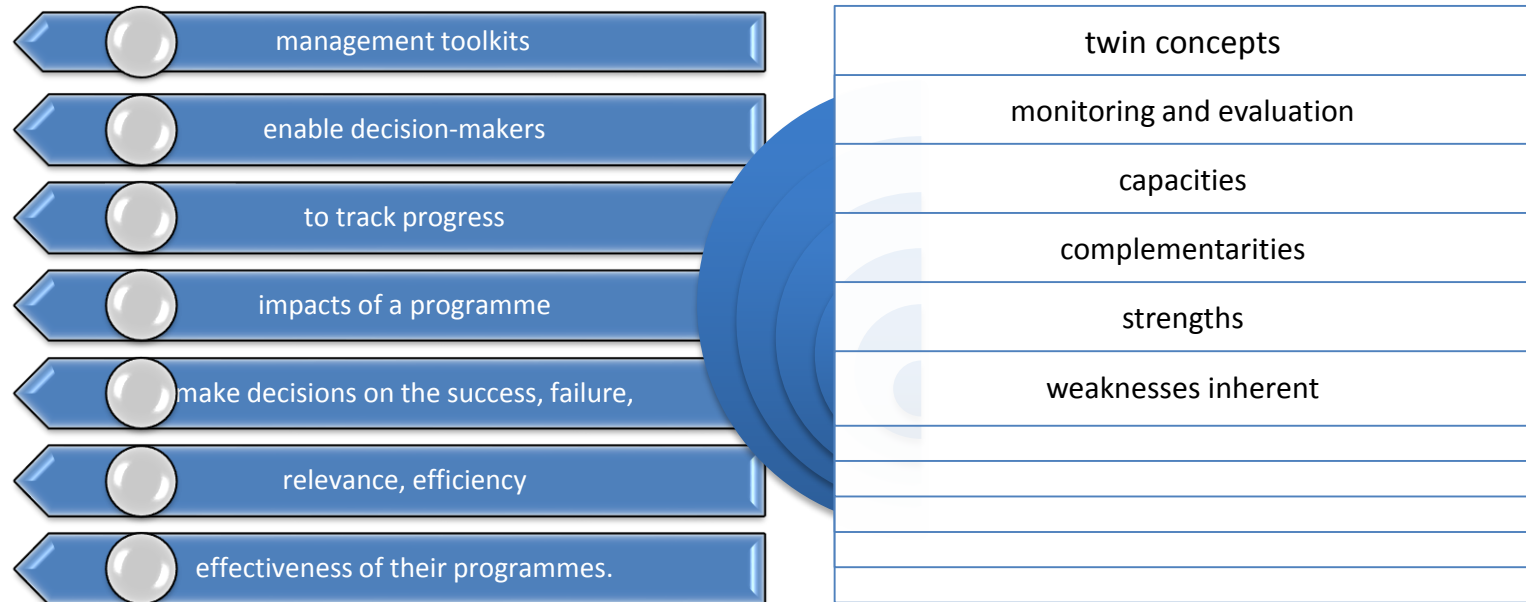 management toolkits
enable decision-makers
to track progress
impacts of a programme
make decisions on the success, failure,
relevance, efficiency
effectiveness of their programmes.
twin concepts
monitoring and evaluation
capacities
complementarities
strengths
weaknesses inherent